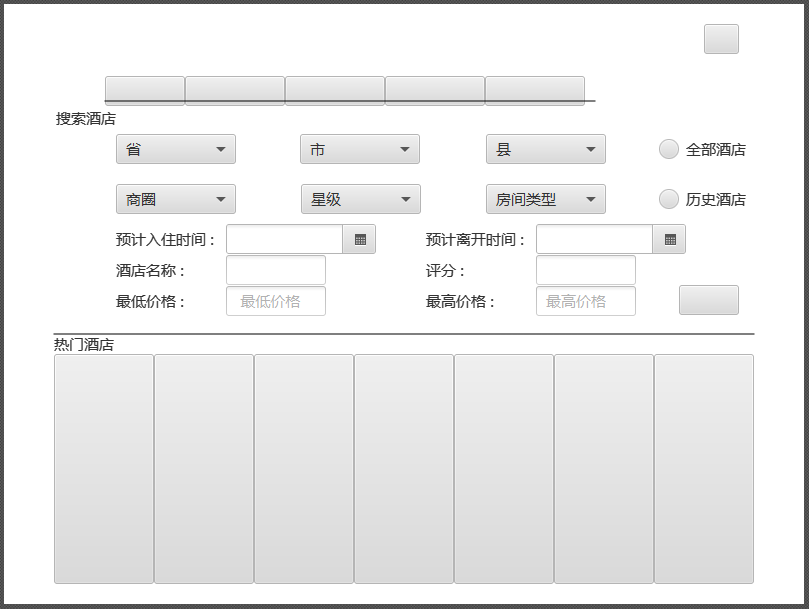 搜索酒店
省 市 县 全部酒店
商圈 星级 房间类型 历史酒店
预计入住时间： 预计离开时间：
酒店名称： 评分：
最低价格： 最低价格 最高价格： 最高价格
热门酒店